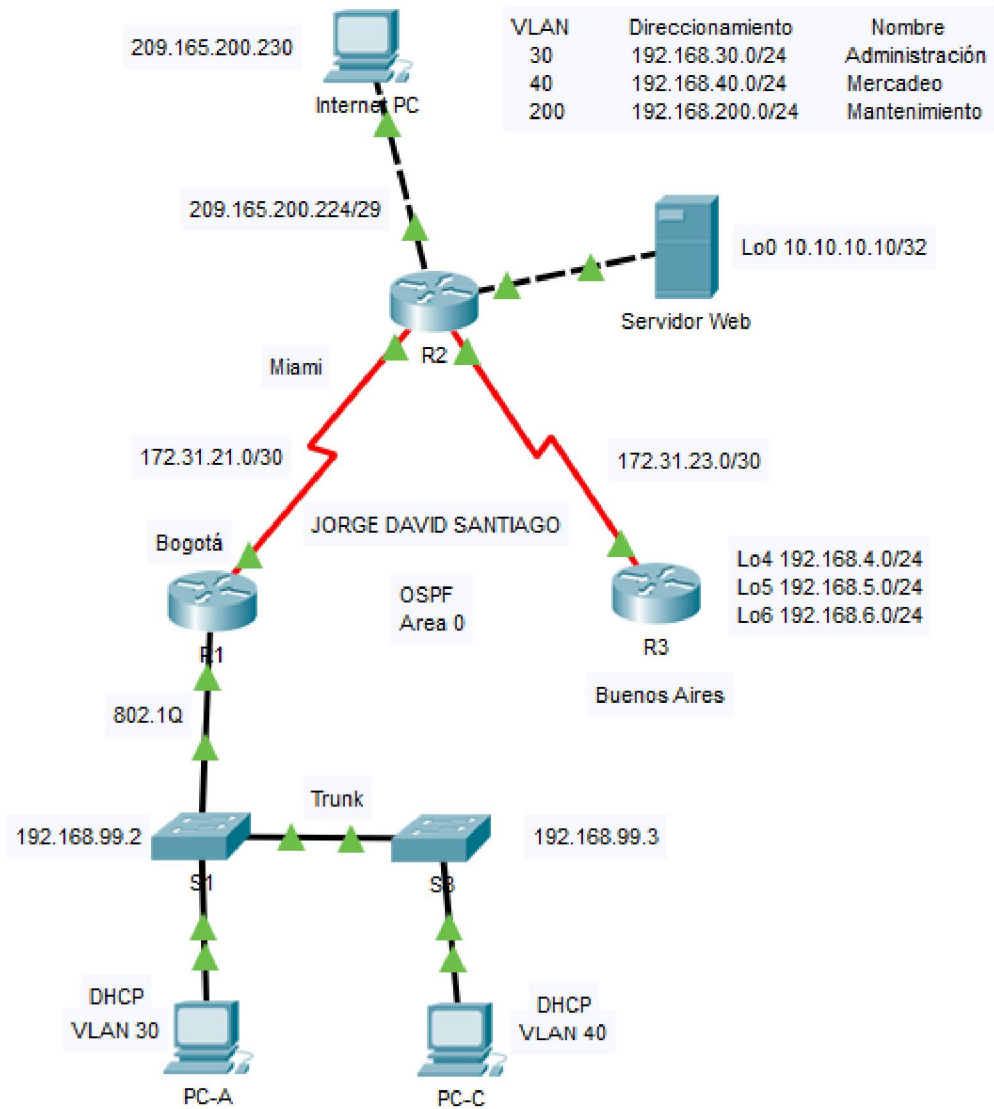 209.165.200.230
Internet PC
VLAN Direccionamiento Nombre
30 192.168.30.0/24 Administración
40 192.168.40.0/24 Mercadeo
200 192.168.200.0/24 Mantenimiento
209.165.200.224/29
Lo0 10.10.10.10/32
Servidor Web
R2
Miami
172.31.21.0/30
172.31.23.0/30
JORGE DAVID SANTIAGO
Bogotá
OSPF
Area 0
Lo4 192.168.4.0/24
Lo5 192.168.5.0/24
Lo6 192.168.6.0/24
R1
R3
Buenos Aires
802.1Q
Trunk
192.168.99.2
192.168.99.3
S1
S3
DHCP
VLAN 30
DHCP
VLAN 40
PC-A
PC-C